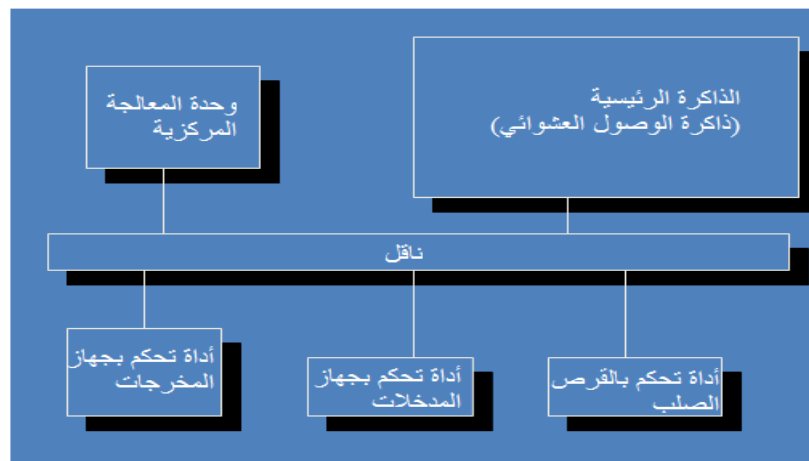 الذاكرة الرئيسية
(ذاكرة الوصول العشوائي)
وحدة المعالجة
المركزية
ناقل
أداة تحكم بالقرص
الصلب
أداة تحكم بجهاز
المدخلات
أداة تحكم بجهاز
المخرجات